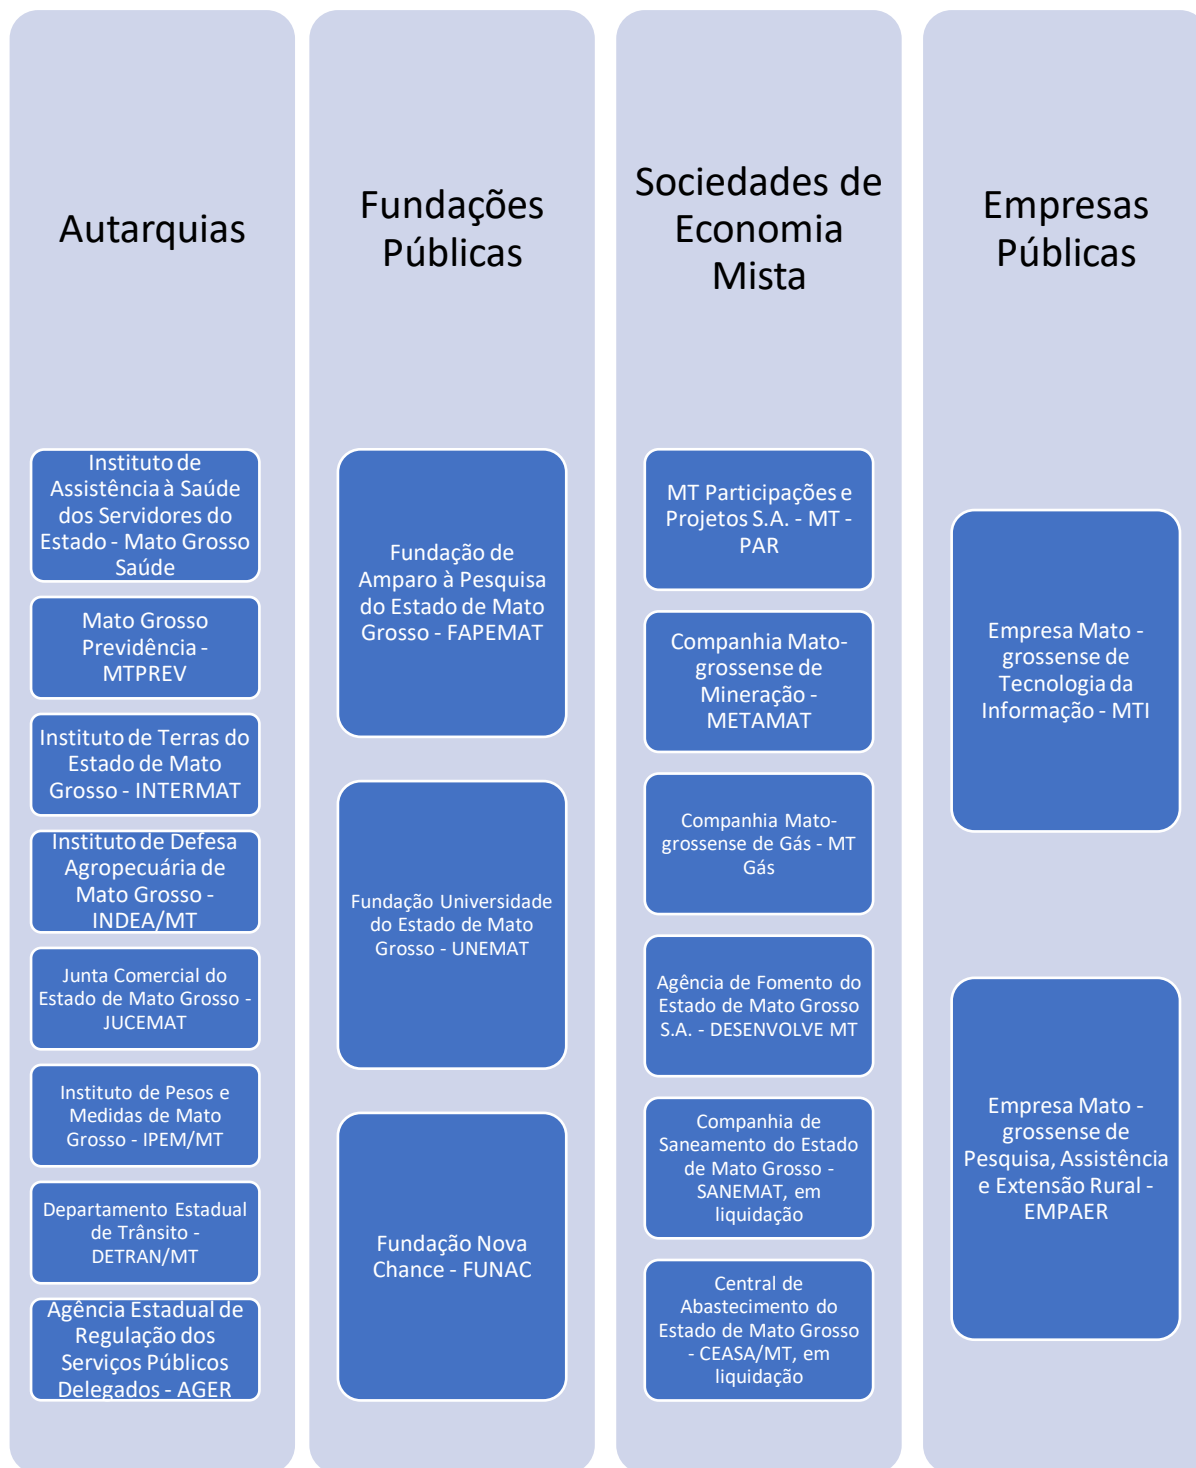 Autarquias
Instituto de
Assistência à Saúde
dos Servidores do
Estado - Mato Grosso
Saúde
Mato Grosso
Previdência -
MTPREV
Instituto de Terras do
Estado de Mato
Grosso - INTERMAT
Instituto de Defesa
Agropecuária de
Mato Grosso -
INDEA/MT
Junta Comercial do
Estado de Mato Grosso -
JUCEMAT
Instituto de Pesos e
Medidas de Mato
Grosso - IPEM/MT
Departamento Estadual
de Trânsito -
DETRAN/MT
Agência Estadual de
Regulação dos
Serviços Públicos
Delegados - AGER
Fundações
Públicas
Fundação de
Amparo à Pesquisa
do Estado de Mato
Grosso - FAPEMAT
Fundação Universidade
do Estado de Mato
Grosso - UNEMAT
Fundação Nova
Chance - FUNAC
Sociedades de
Economia
Mista
MT Participações e
Projetos S.A. - MT -
PAR
Companhia Mato-
grossense de
Mineração -
METAMAT
Companhia Mato-
grossense de Gás - MT
Gás
Agência de Fomento do
Estado de Mato Grosso
S.A. - DESENVOLVE MT
Companhia de
Saneamento do Estado
de Mato Grosso -
SANEMAT, em
liquidação
Central de
Abastecimento do
Estado de Mato Grosso
- CEASA/MT, em
liquidação
Empresas
Públicas
Empresa Mato -
grossense de
Tecnologia da
Informação - MTI
Empresa Mato -
grossense de
Pesquisa, Assistência
e Extensão Rural -
EMPAER